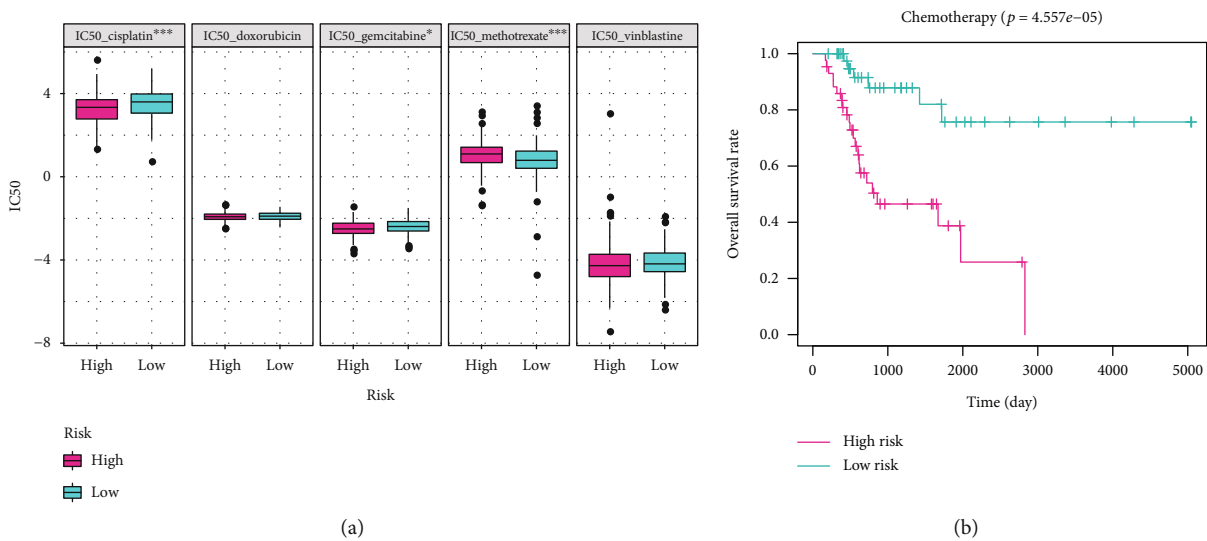 IC50_cisplatin*** IC50_doxorubicin IC50_gemcitabine* IC50_methotrexate*** IC50_vinblastine
4
0
−4
−8
IC50
High Low High Low High Low High Low High Low
Risk
Risk
High
Low
(a)
Chemotherapy (p = 4.557e−05)
1.0
0.8
0.6
0.4
0.2
0.0
Overall survival rate
0 1000 2000 3000 4000 5000
Time (day)
High risk
Low risk
(b)